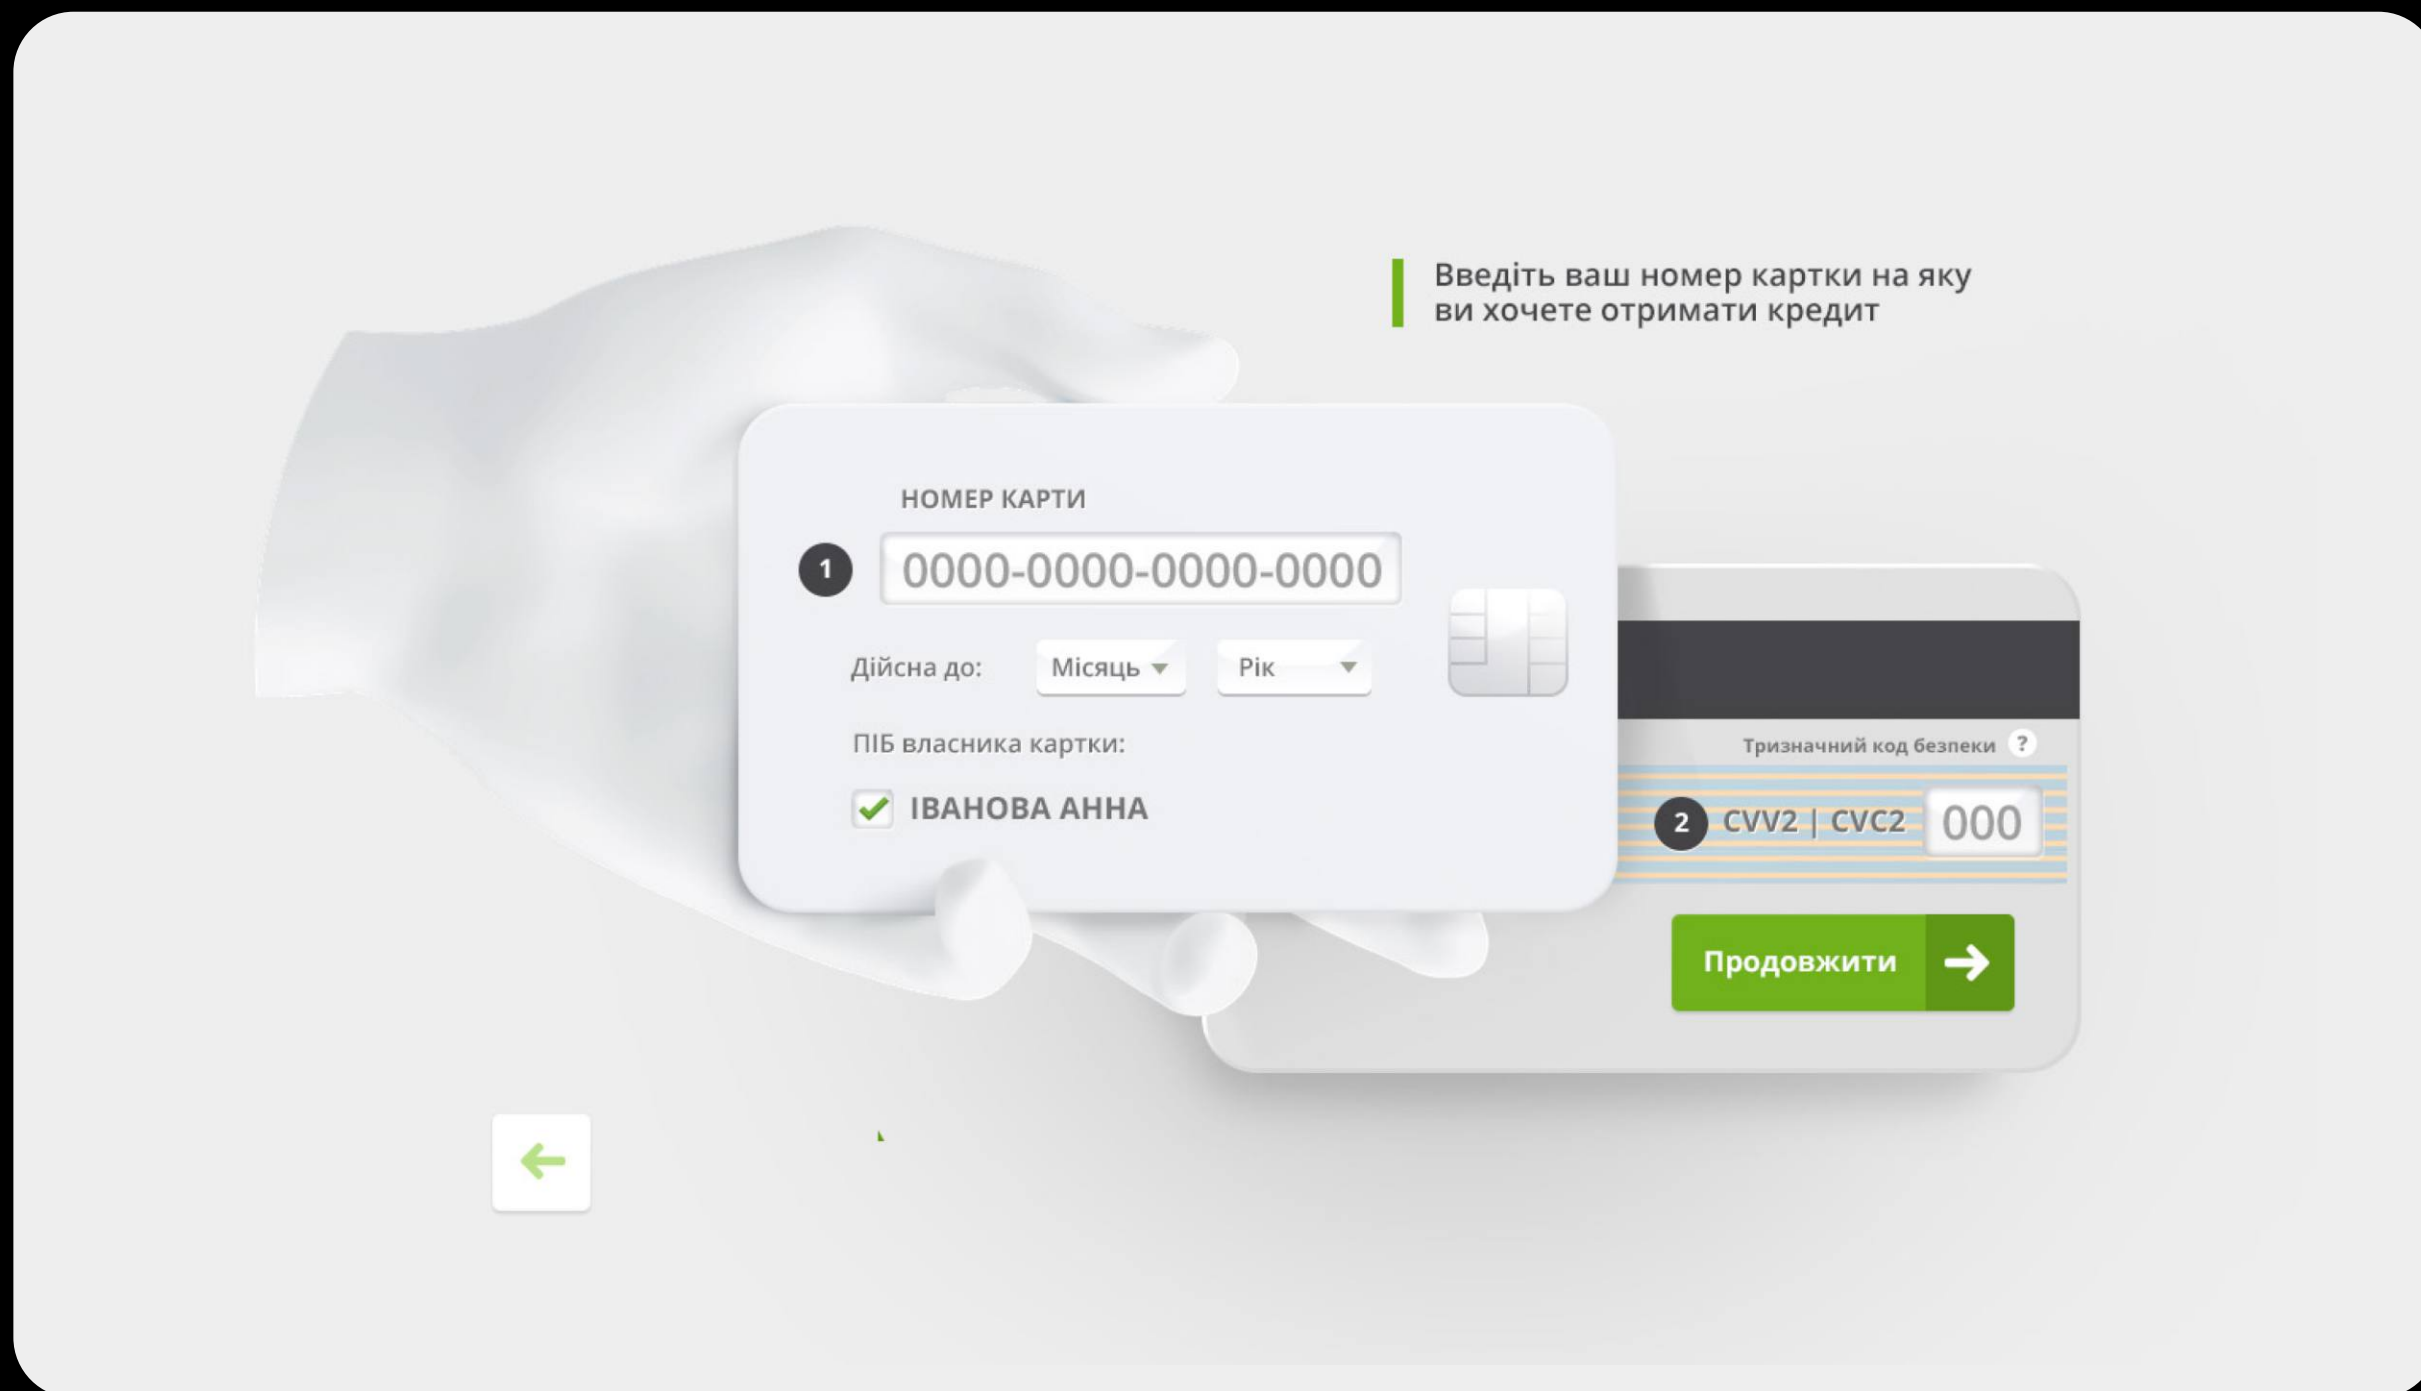 Введіть ваш номер картки на яку
ви хочете отримати кредит
НОМЕР КАРТИ
1
0000-0000-0000-0000
Дійсна до: Місяць Рік
ПІБ власника картки:
ІВАНОВА АННА
Тризначний код безпеки ?
2 CVV2 | CVC2 000
Продовжити